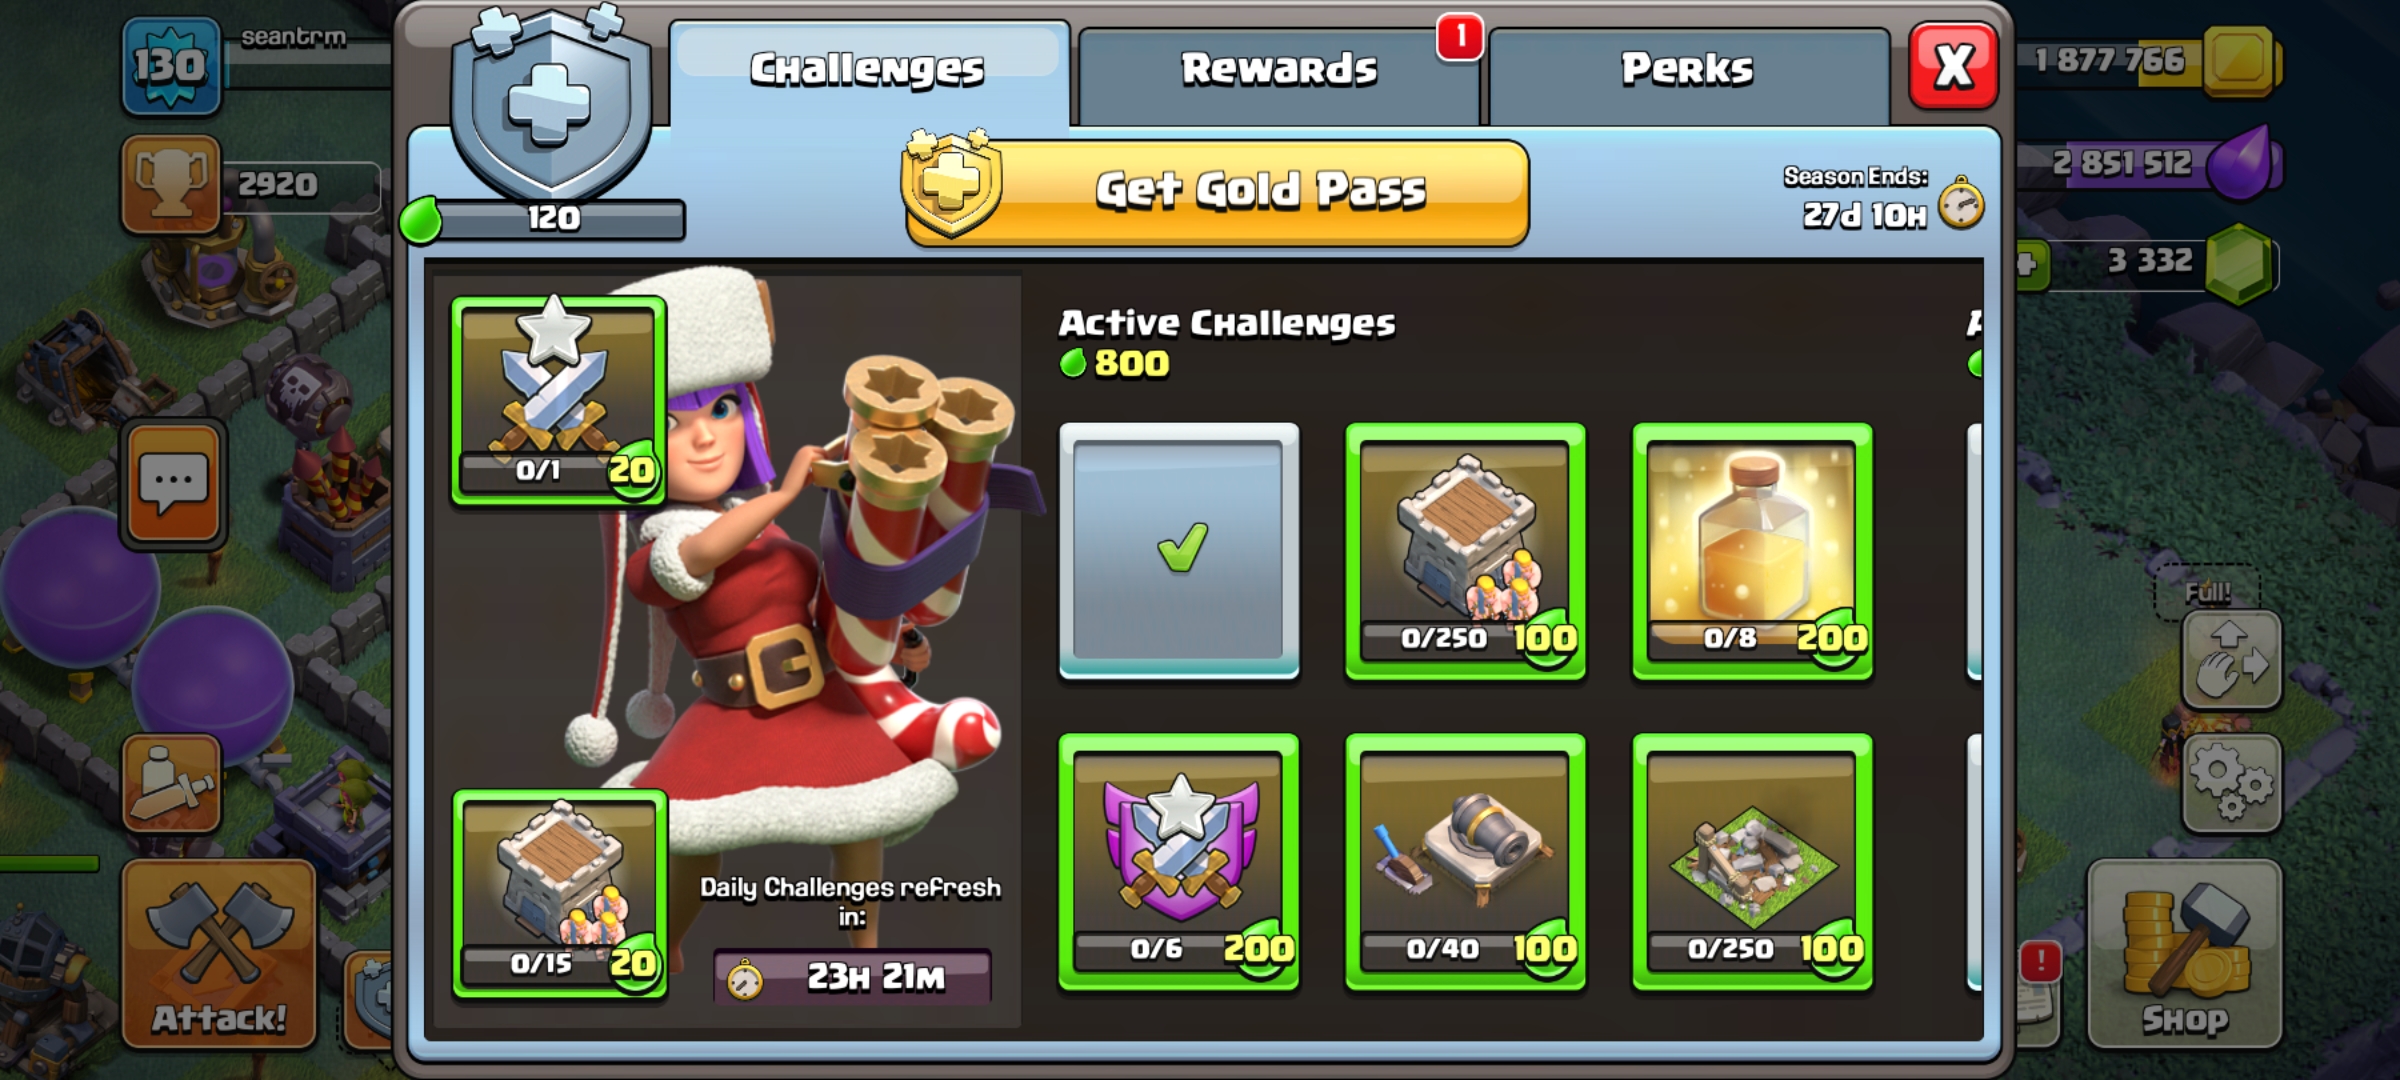 130
seantrm
Challenges
Rewards
1
Perks
X
1 877 766
2920
120
Get Gold Pass
Season Ends:
27d 10H
2 851 512
3 332
Active Challenges
800
0/1
20
0/250
100
0/8
200
Full!
0/6
200
0/40
100
0/250
100
Daily Challenges refresh
in:
23H 21M
0/15
20
Attack!
!
Shop